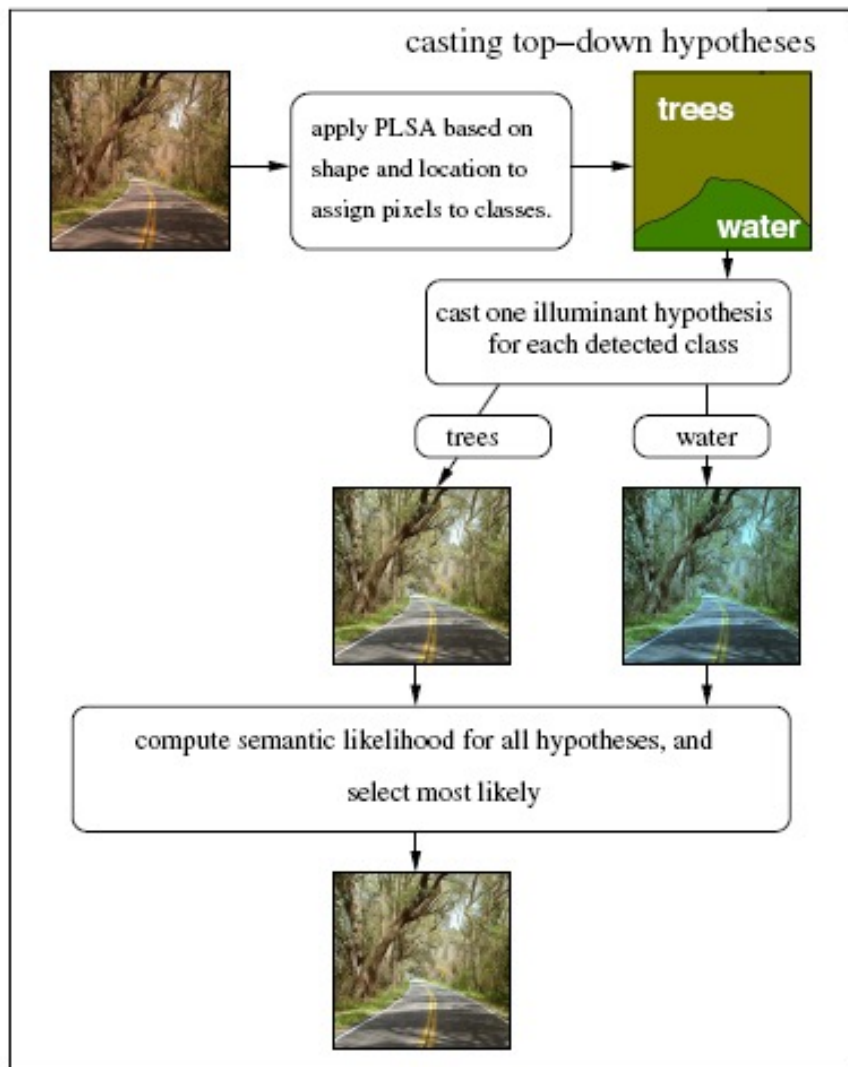 casting top–down hypotheses
apply PLSA based on
shape and location to
assign pixels to classes.
trees
water
cast one illuminant hypothesis
for each detected class
trees
water
compute semantic likelihood for all hypotheses, and
select most likely